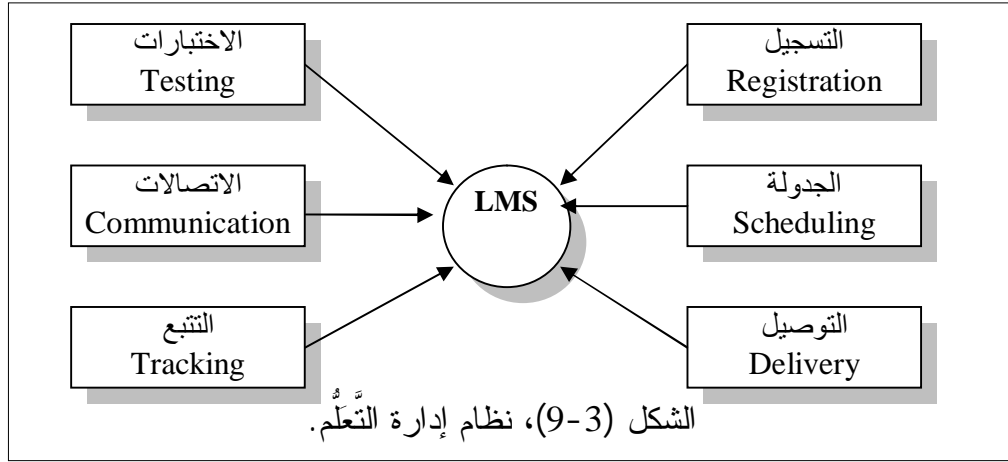 الاختبارات
Testing
التسجيل
Registration
LMS
الاتصالات
Communication
الجدولة
Scheduling
التتبع
Tracking
التوصيل
Delivery
الشكل (3-9)، نظام إدارة التَّعَلُّم.